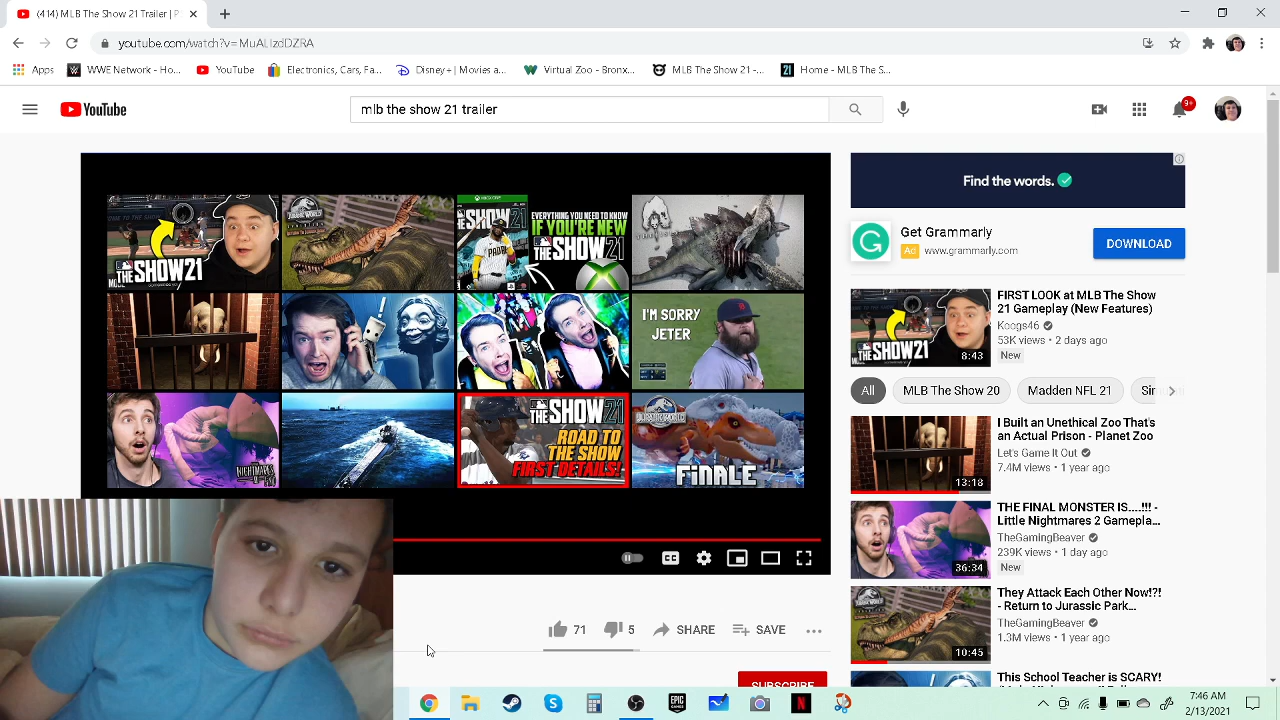 (414) MLB The Show 21 Trailer | P
youtube.com/watch?v=MuALIzdDZRA
Apps
WWE Network - Ho...
YouTube
Electronics, Cars, Fa...
Disney+ | Movies a...
Virtual Zoo - Bronx...
MLB The Show 21 -...
Home - MLB The S...
YouTube
mlb the show 21 trailer
9+
THE SHOW21
XBOX
THE SHOW 21
EVERYTHING YOU NEED TO KNOW
IF YOU'RE NEW
THE SHOW 21
I'M SORRY
JETER
THE SHOW 21
ROAD TO
THE SHOW
FIRST DETAILS!
FINALE
CC
71
5
SHARE
SAVE
SUBSCRIBE
Find the words.
Get Grammarly
Ad www.grammarly.com
DOWNLOAD
THE SHOW21
8:43
FIRST LOOK at MLB The Show
21 Gameplay (New Features)
Koogs46
53K views • 2 days ago
New
All
MLB The Show 20
Madden NFL 21
Sir
13:18
I Built an Unethical Zoo That's
an Actual Prison - Planet Zoo
Let's Game It Out
7.4M views • 1 year ago
36:34
THE FINAL MONSTER IS....!!! -
Little Nightmares 2 Gamepla...
TheGamingBeaver
239K views • 1 day ago
New
10:45
They Attack Each Other Now!?!
- Return to Jurassic Park...
TheGamingBeaver
1.3M views • 1 year ago
This School Teacher is SCARY!
EPIC
GAMES
N
7:46 AM
2/13/2021